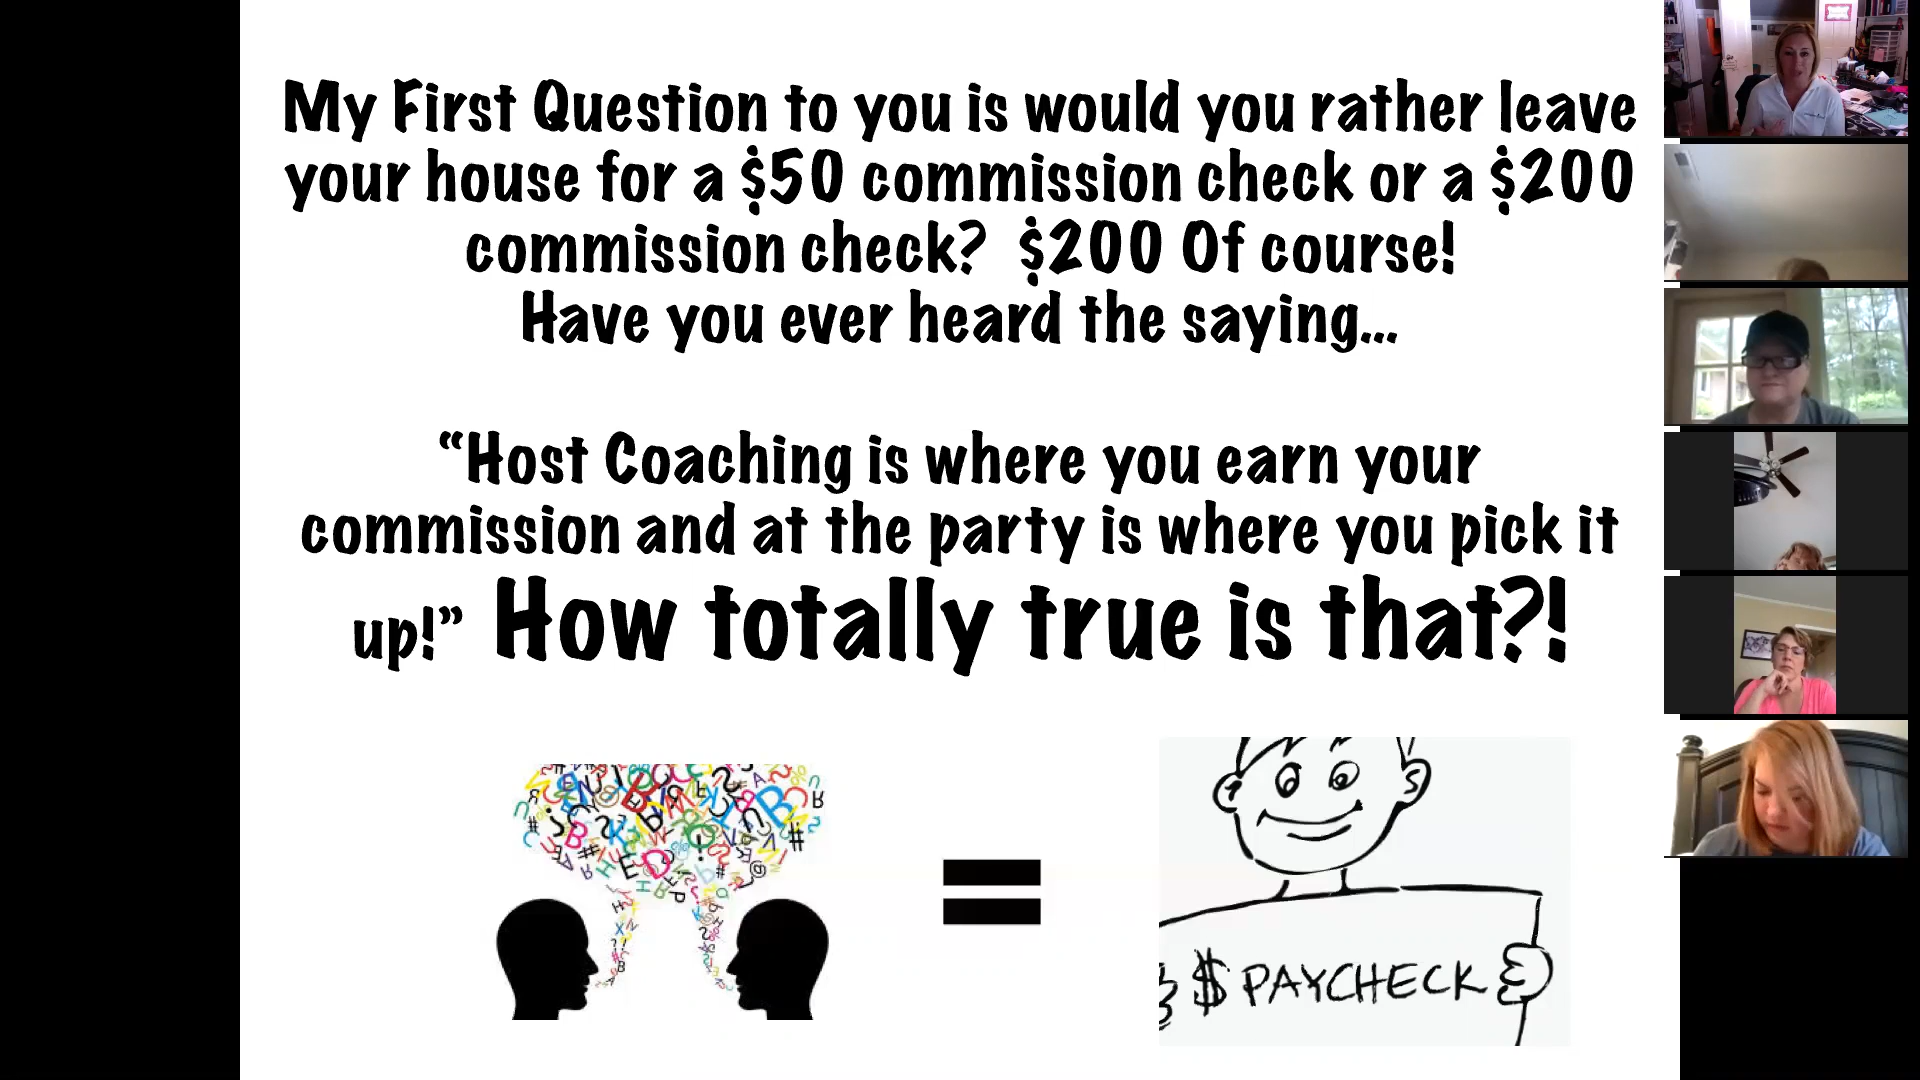 My First Question to you is would you rather leave
your house for a $50 commission check or a $200
commission check?  $200 Of course!
Have you ever heard the saying...
“Host Coaching is where you earn your
commission and at the party is where you pick it
up!” How totally true is that?!
$ PAYCHECK